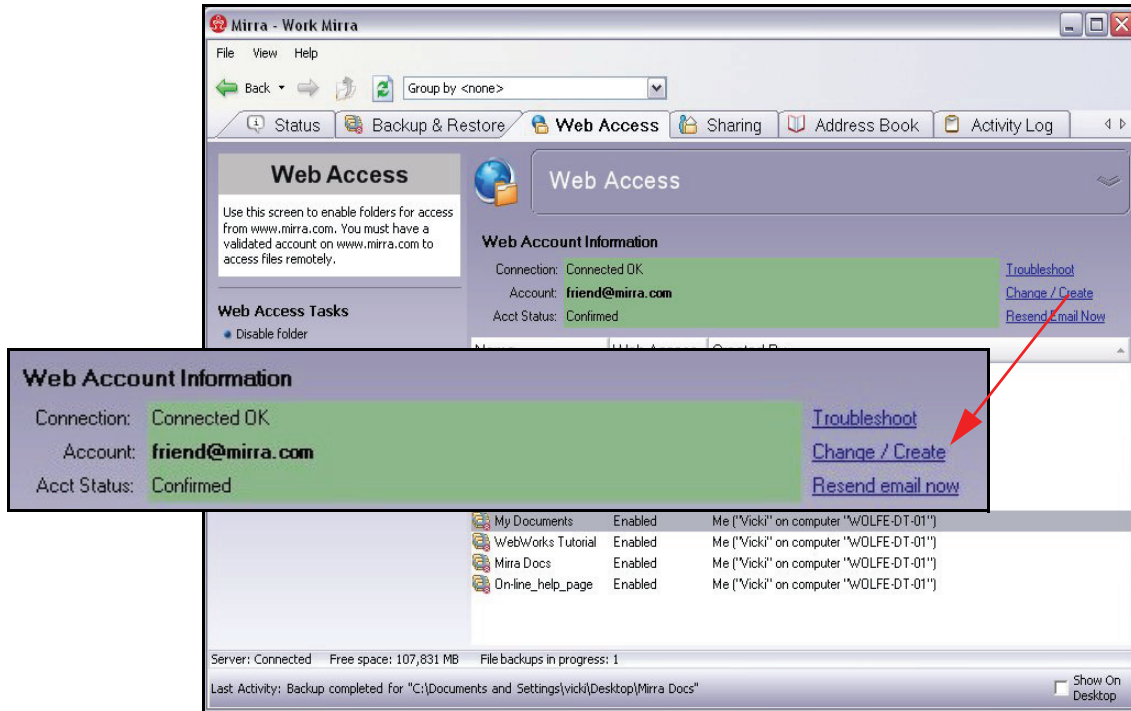 Mirra - Work Mirra
File View Help
Back Group by <none>
Status Backup & Restore Web Access Sharing Address Book Activity Log
Web Access
Use this screen to enable folders for access
from www.mirra.com. You must have a
validated account on www.mirra.com to
access files remotely.
Web Access Tasks
Disable folder
Web Access
Web Account Information
Connection: Connected OK Troubleshoot
Account: friend@mirra.com Change / Create
Acct Status: Confirmed Resend Email Now
Web Account Information
Connection: Connected OK Troubleshoot
Account: friend@mirra.com Change / Create
Acct Status: Confirmed Resend email now
My Documents Enabled Me ("Vicki" on computer "WOLFE-DT-01")
WebWorks Tutorial Enabled Me ("Vicki" on computer "WOLFE-DT-01")
Mirra Docs Enabled Me ("Vicki" on computer "WOLFE-DT-01")
On-line_help_page Enabled Me ("Vicki" on computer "WOLFE-DT-01")
Server: Connected Free space: 107,831 MB File backups in progress: 1
Last Activity: Backup completed for "C:\Documents and Settings\vicki\Desktop\Mirra Docs"
Show On
Desktop